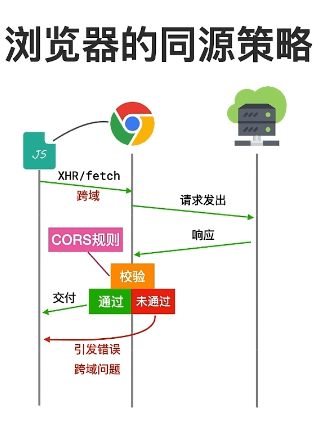 浏览器的同源策略
JS
XHR/fetch
跨域
请求发出
响应
CORS规则
校验
交付
通过
未通过
引发错误
跨域问题